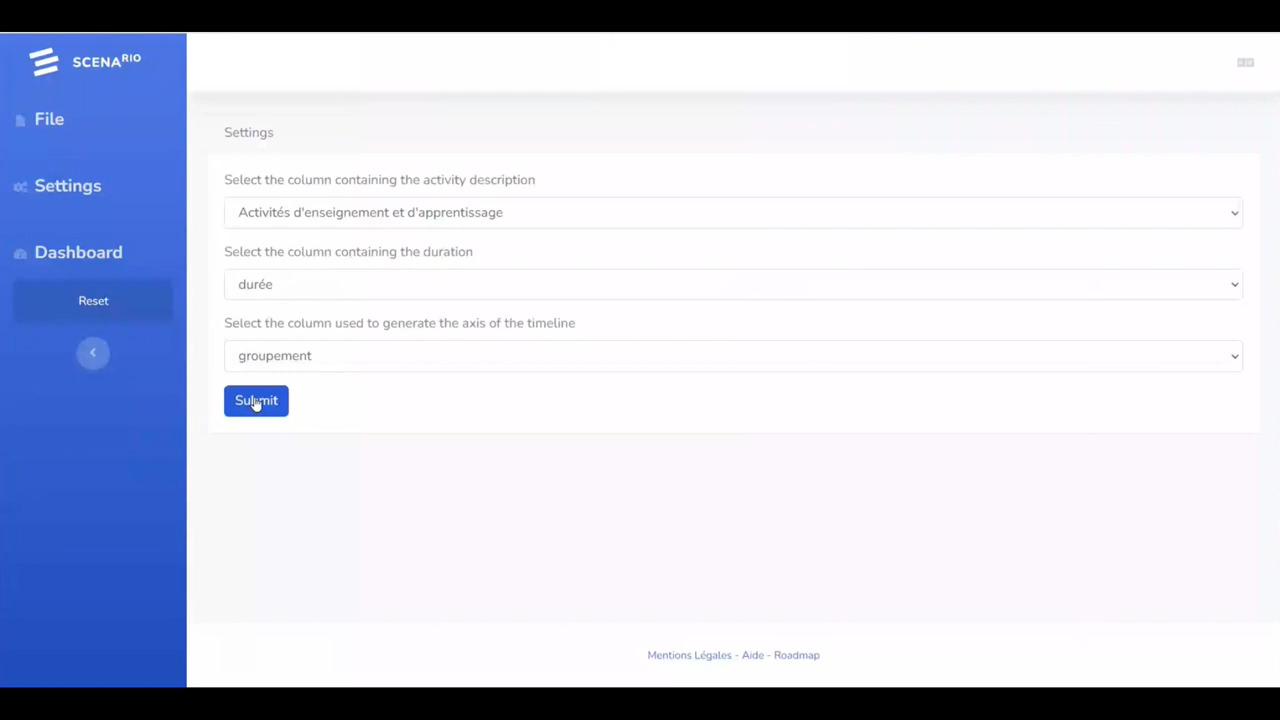 SCENARIO
File
Settings
Dashboard
Reset
Settings
Select the column containing the activity description
Activités d'enseignement et d'apprentissage
Select the column containing the duration
durée
Select the column used to generate the axis of the timeline
groupement
Submit
Mentions Légales - Aide - Roadmap